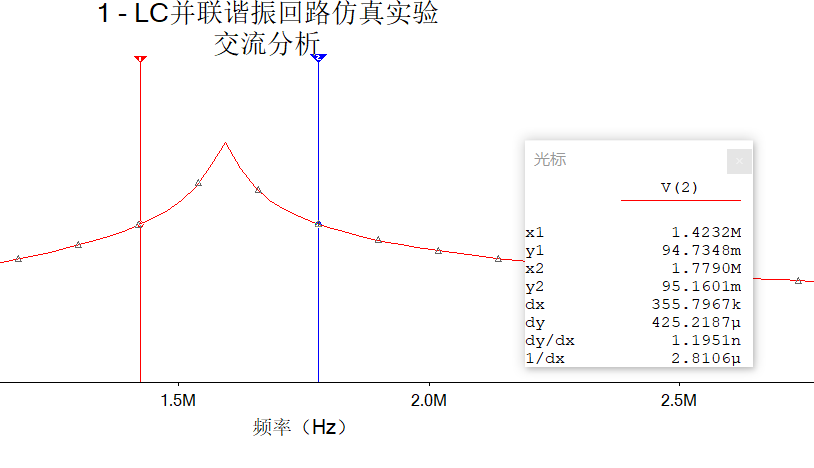 1 - LC并联谐振回路仿真实验
交流分析
1
2
光标
×
V(2)
x1 1.4232M
y1 94.7348m
x2 1.7790M
y2 95.1601m
dx 355.7967k
dy 425.2187µ
dy/dx 1.1951n
1/dx 2.8106µ
1.5M 2.0M 2.5M
频率（Hz）